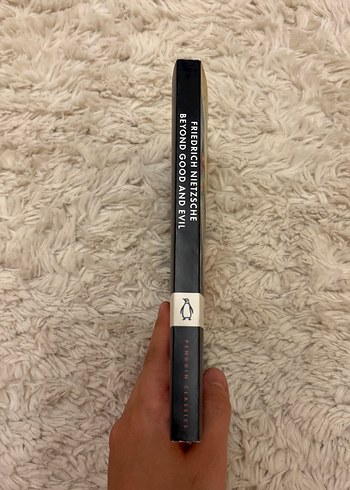 FRIEDRICH NIETZSCHE
BEYOND GOOD AND EVIL
PENGUIN CLASSICS